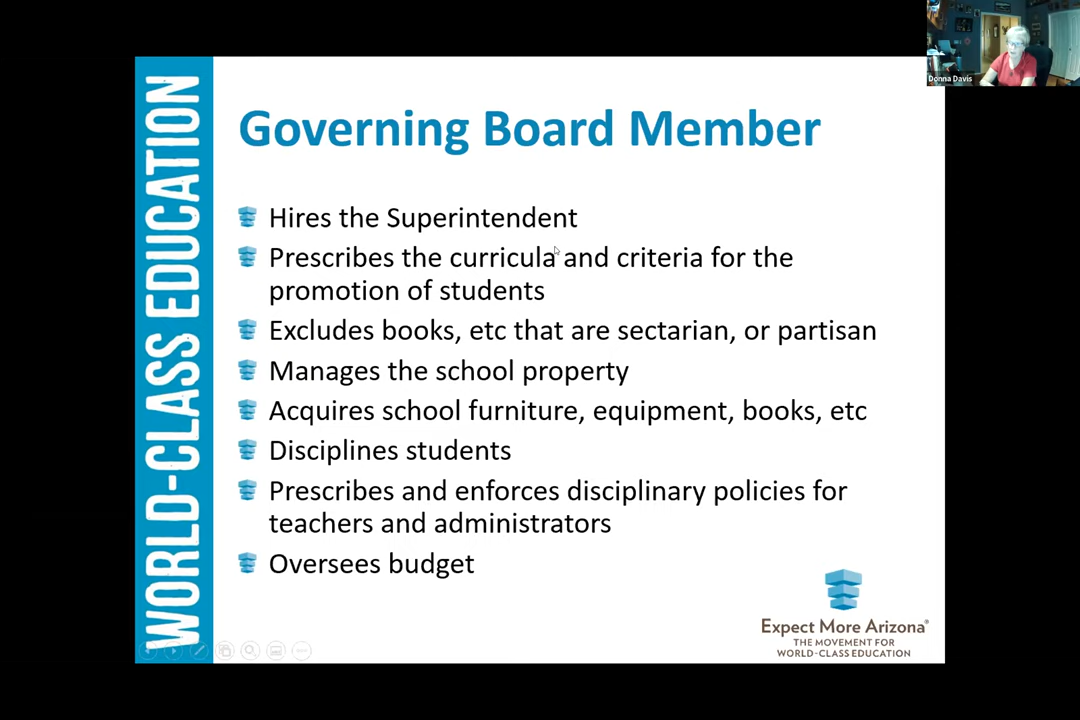 Donna Davis
WORLD-CLASS EDUCATION
Governing Board Member
Hires the Superintendent
Prescribes the curricula and criteria for the
promotion of students
Excludes books, etc that are sectarian, or partisan
Manages the school property
Acquires school furniture, equipment, books, etc
Disciplines students
Prescribes and enforces disciplinary policies for
teachers and administrators
Oversees budget
Expect More Arizona®
THE MOVEMENT FOR
WORLD-CLASS EDUCATION